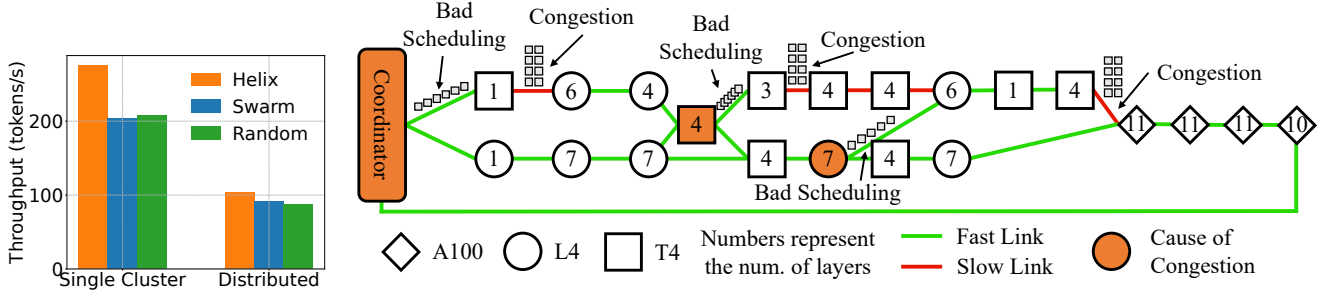 Throughput (tokens/s)
200
100
0
Helix
Swarm
Random
Single Cluster
Distributed
Coordinator
Bad
Scheduling
Congestion
Bad
Scheduling
Congestion
Congestion
1
6
4
3
4
4
6
1
4
4
11
11
11
10
1
7
7
4
7
4
7
Bad Scheduling
A100
L4
T4
Numbers represent
the num. of layers
Fast Link
Slow Link
Cause of
Congestion